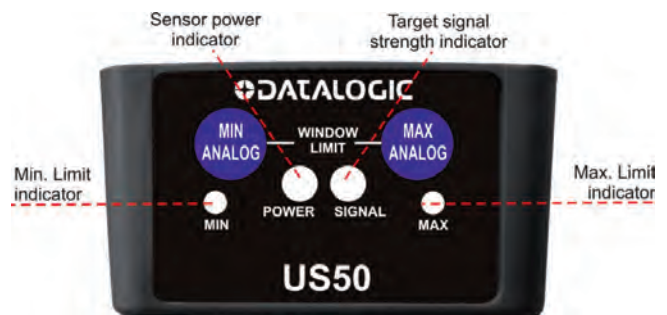 Sensor power
indicator
Target signal
strength indicator
DATALOGIC
MIN
ANALOG
WINDOW
LIMIT
MAX
ANALOG
Min. Limit
indicator
Max. Limit
indicator
MIN
POWER
SIGNAL
MAX
US50